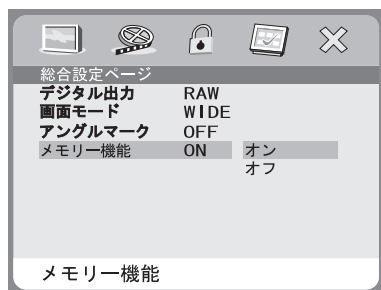 総合設定ページ
デジタル出力 RAW
画面モード WIDE
アングルマーク OFF
メモリー機能 ON オン
オフ
メモリー機能